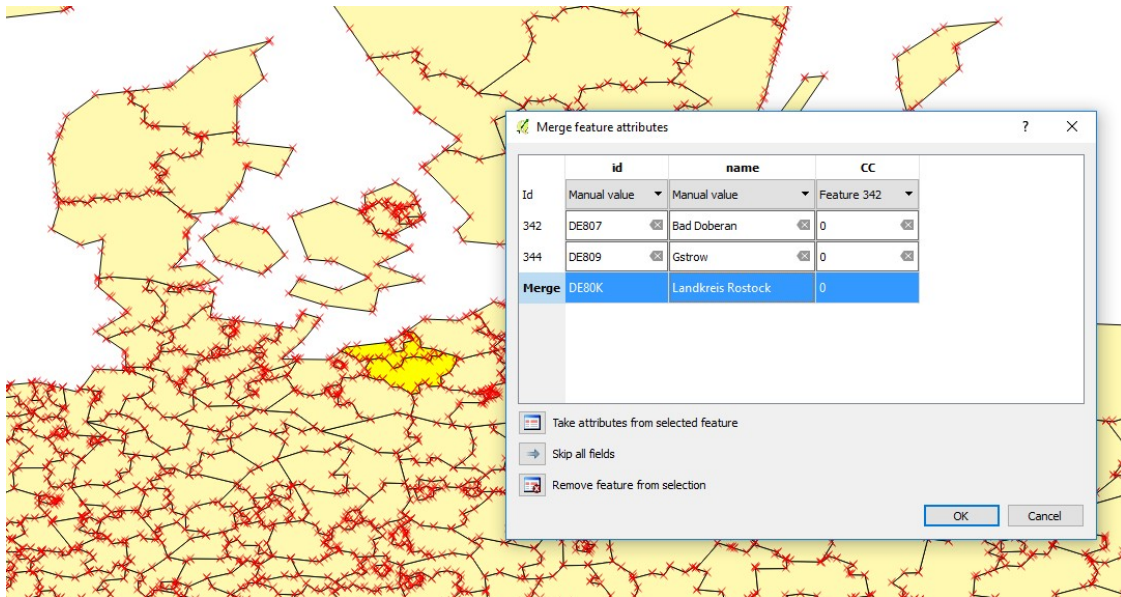 Merge feature attributes ?
id name CC
Id Manual value Manual value Feature 342
342 DE807 Bad Doberan 0
344 DE809 Gstrow 0
Merge DE80K Landkreis Rostock 0
Take attributes from selected feature
Skip all fields
Remove feature from selection
OK Cancel